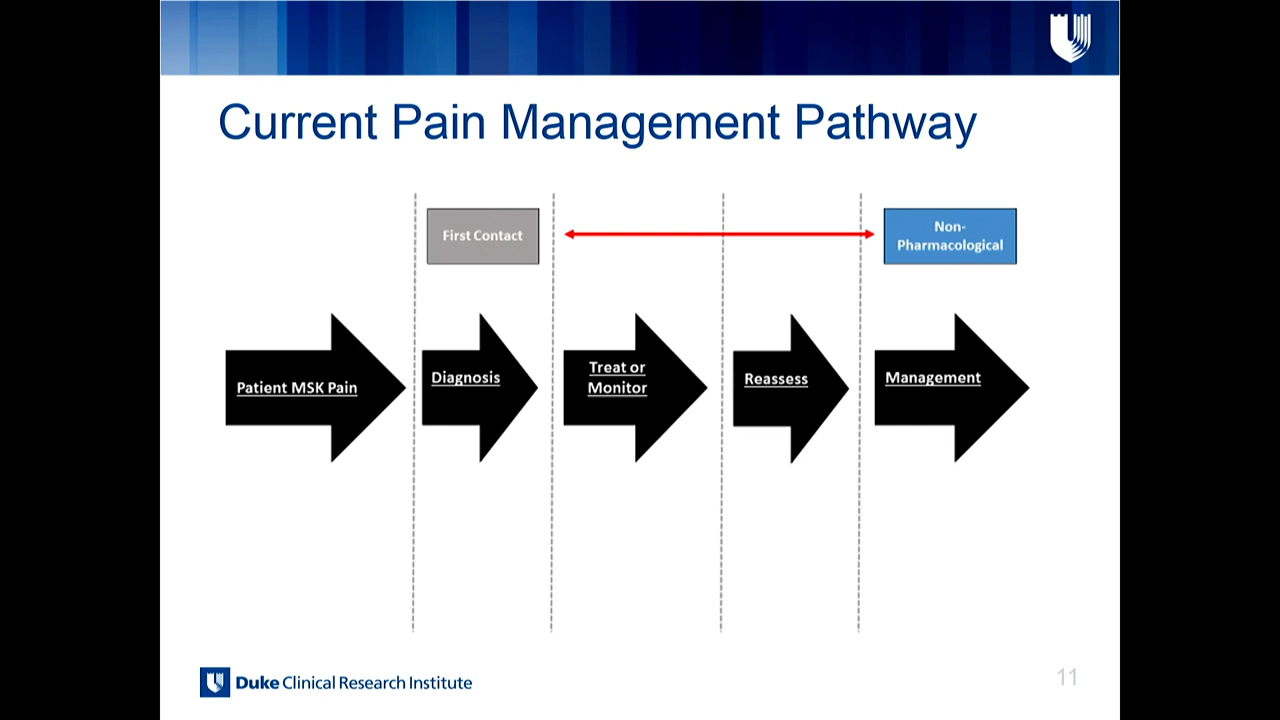 Current Pain Management Pathway
First Contact
Non-
Pharmacological
Patient MSK Pain
Diagnosis
Treat or
Monitor
Reassess
Management
Duke Clinical Research Institute
11